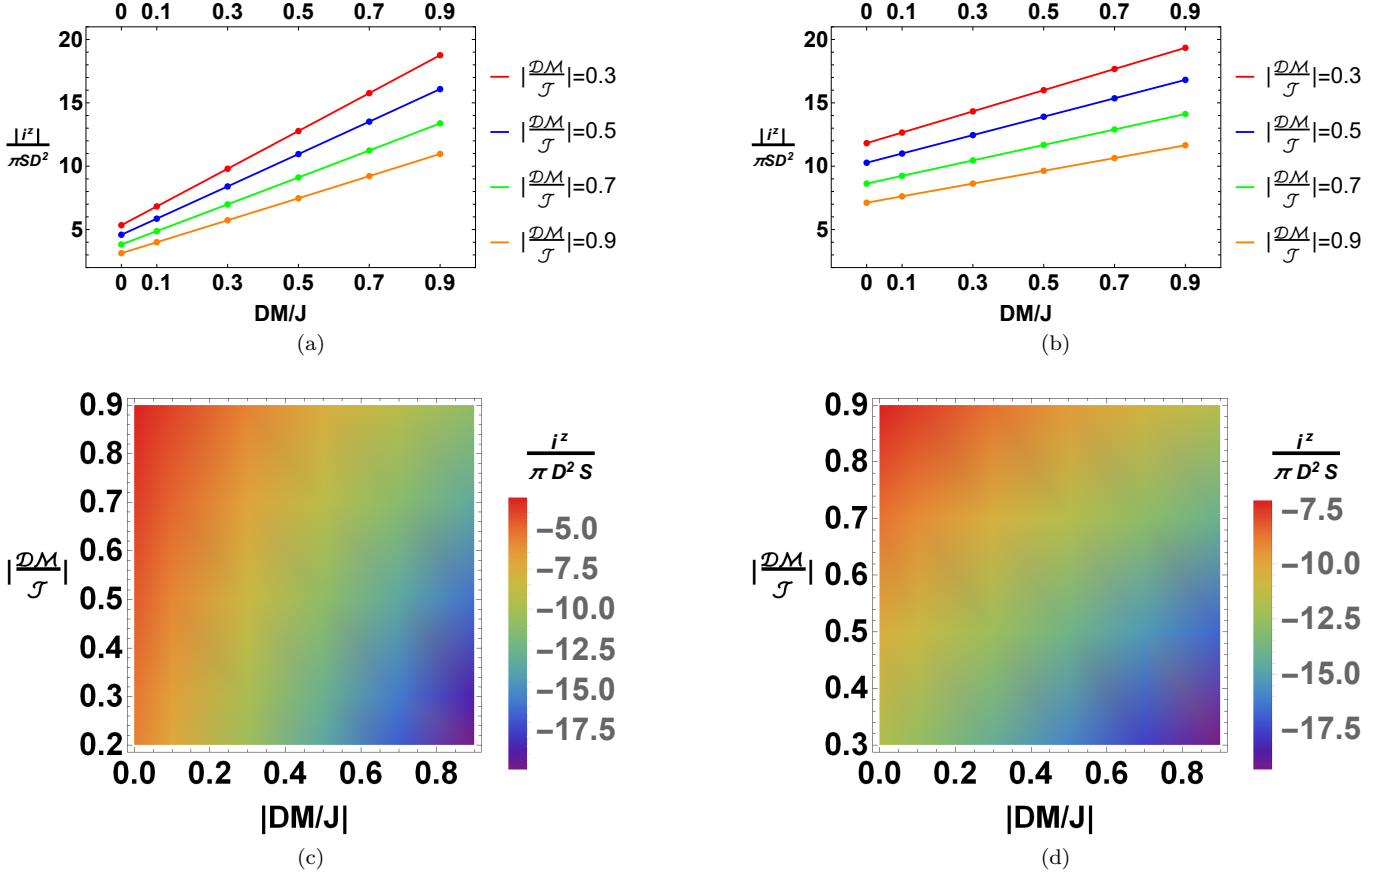 0 0.1 0.3 0.5 0.7 0.9
20
15
10
5
|i^z|
πSD²
|𝒟ℳ/𝒥|=0.3
|𝒟ℳ/𝒥|=0.5
|𝒟ℳ/𝒥|=0.7
|𝒟ℳ/𝒥|=0.9
0 0.1 0.3 0.5 0.7 0.9
DM/J
(a)
0 0.1 0.3 0.5 0.7 0.9
20
15
10
5
|i^z|
πSD²
|𝒟ℳ/𝒥|=0.3
|𝒟ℳ/𝒥|=0.5
|𝒟ℳ/𝒥|=0.7
|𝒟ℳ/𝒥|=0.9
0 0.1 0.3 0.5 0.7 0.9
DM/J
(b)
0.9
0.8
0.7
0.6
0.5
0.4
0.3
0.2
|𝒟ℳ/𝒥|
0.0 0.2 0.4 0.6 0.8
|DM/J|
i^z
π D² S
−5.0
−7.5
−10.0
−12.5
−15.0
−17.5
(c)
0.9
0.8
0.7
0.6
0.5
0.4
0.3
|𝒟ℳ/𝒥|
0.0 0.2 0.4 0.6 0.8
|DM/J|
i^z
π D² S
−7.5
−10.0
−12.5
−15.0
−17.5
(d)